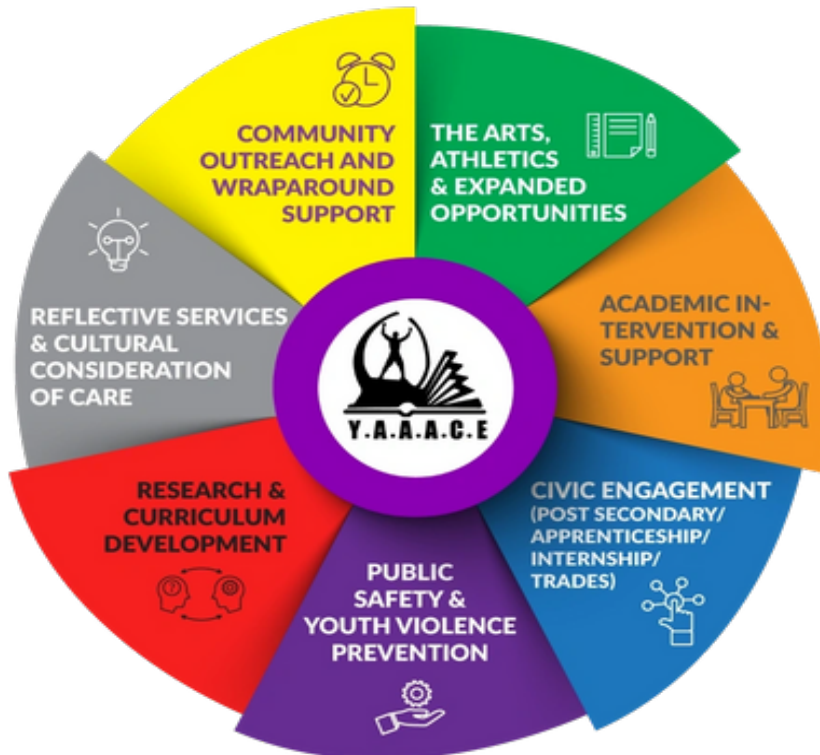 COMMUNITY
OUTREACH AND
WRAPAROUND
SUPPORT
THE ARTS,
ATHLETICS
& EXPANDED
OPPORTUNITIES
ACADEMIC IN-
TERVENTION &
SUPPORT
CIVIC ENGAGEMENT
(POST SECONDARY/
APPRENTICESHIP/
INTERNSHIP/
TRADES)
PUBLIC
SAFETY &
YOUTH VIOLENCE
PREVENTION
RESEARCH &
CURRICULUM
DEVELOPMENT
REFLECTIVE SERVICES
& CULTURAL
CONSIDERATION
OF CARE
Y.A.A.A.C.E
?